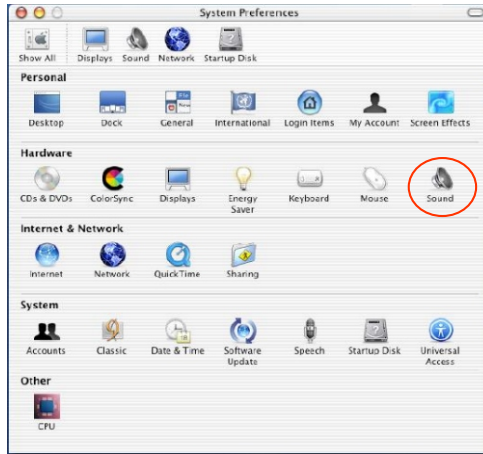 System Preferences
Show All Displays Sound Network Startup Disk
Personal
Desktop Dock General International Login Items My Account Screen Effects
Hardware
CDs & DVDs ColorSync Displays Energy Saver Keyboard Mouse Sound
Internet & Network
Internet Network QuickTime Sharing
System
Accounts Classic Date & Time Software Update Speech Startup Disk Universal Access
Other
CPU